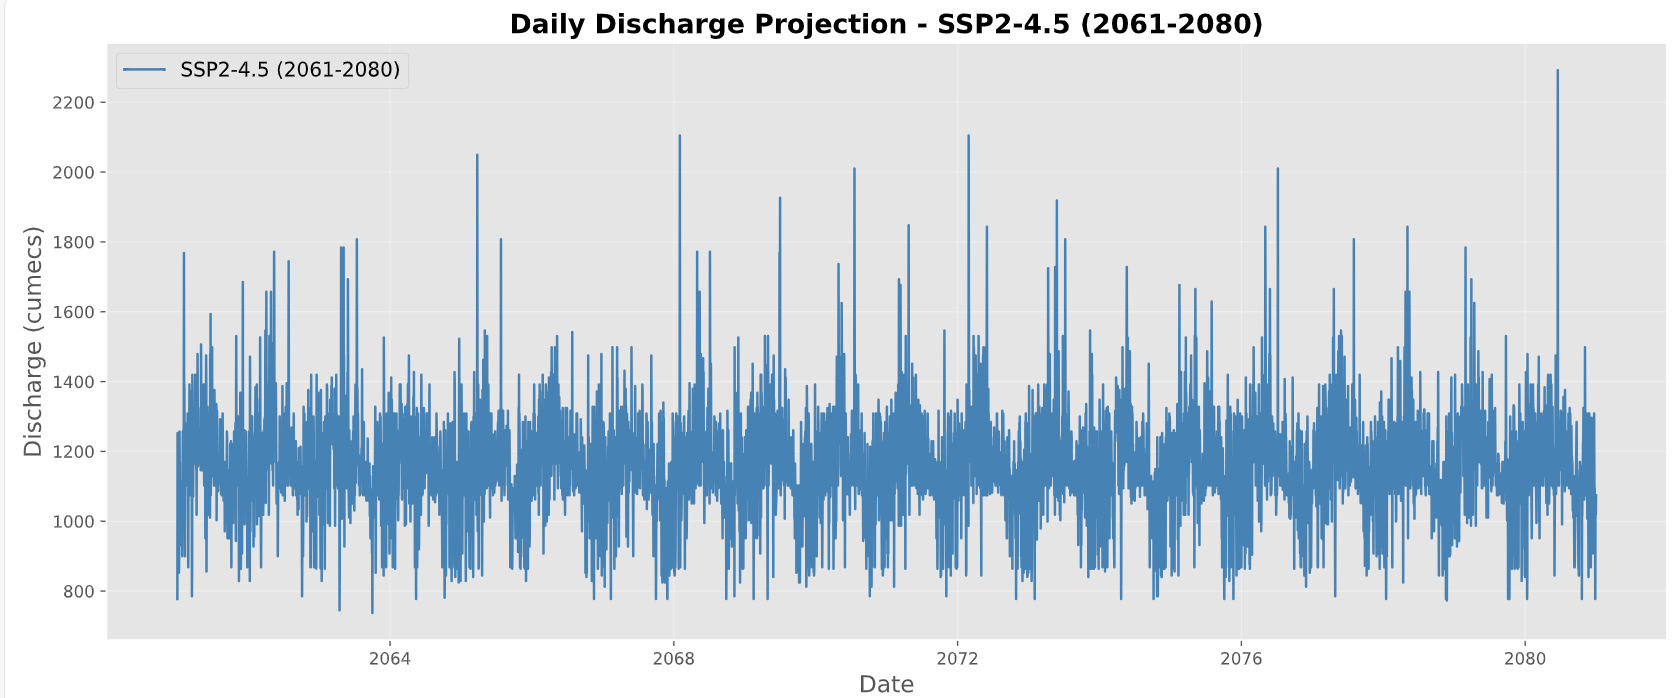 Daily Discharge Projection - SSP2-4.5 (2061-2080)
SSP2-4.5 (2061-2080)
2200
2000
1800
1600
1400
1200
1000
800
Discharge (cumecs)
2064 2068 2072 2076 2080
Date